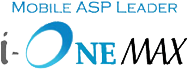 Mobile ASP Leader
i-One MAX